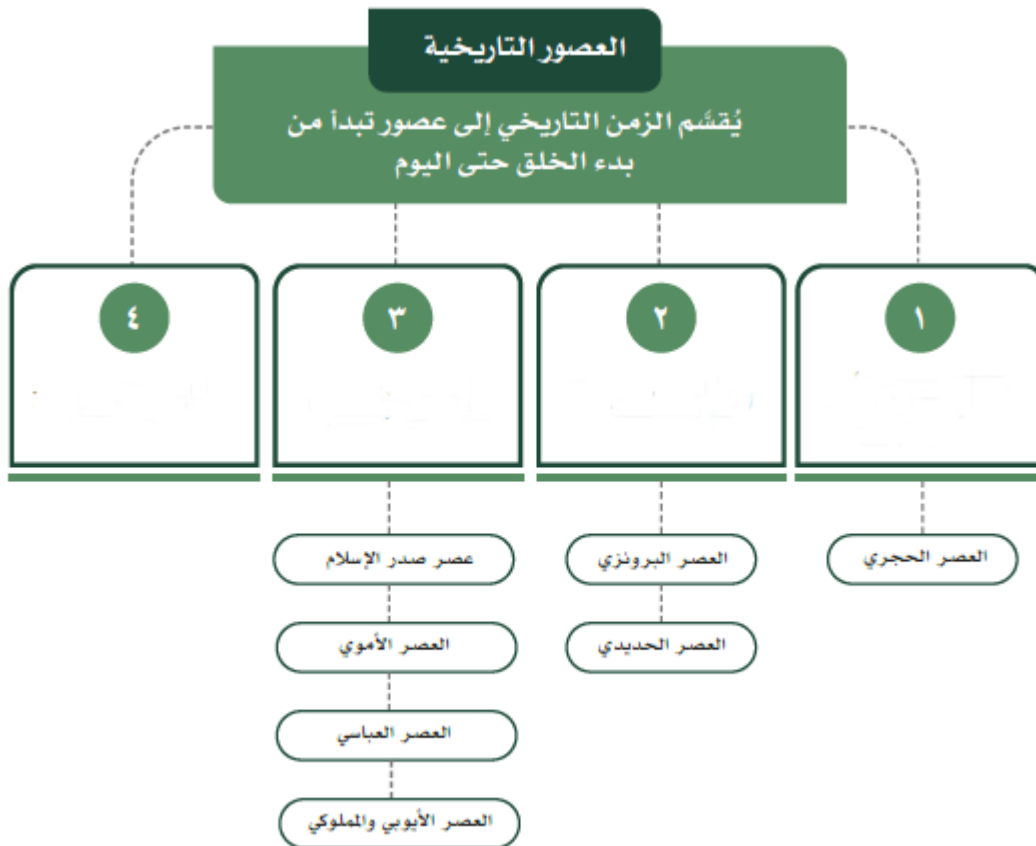 العصور التاريخية
يُقسَّم الزمن التاريخي إلى عصور تبدأ من
بدء الخلق حتى اليوم
١
٢
٣
٤
العصر الحجري
العصر البرونزي
العصر الحديدي
عصر صدر الإسلام
العصر الأموي
العصر العباسي
العصر الأيوبي والمملوكي